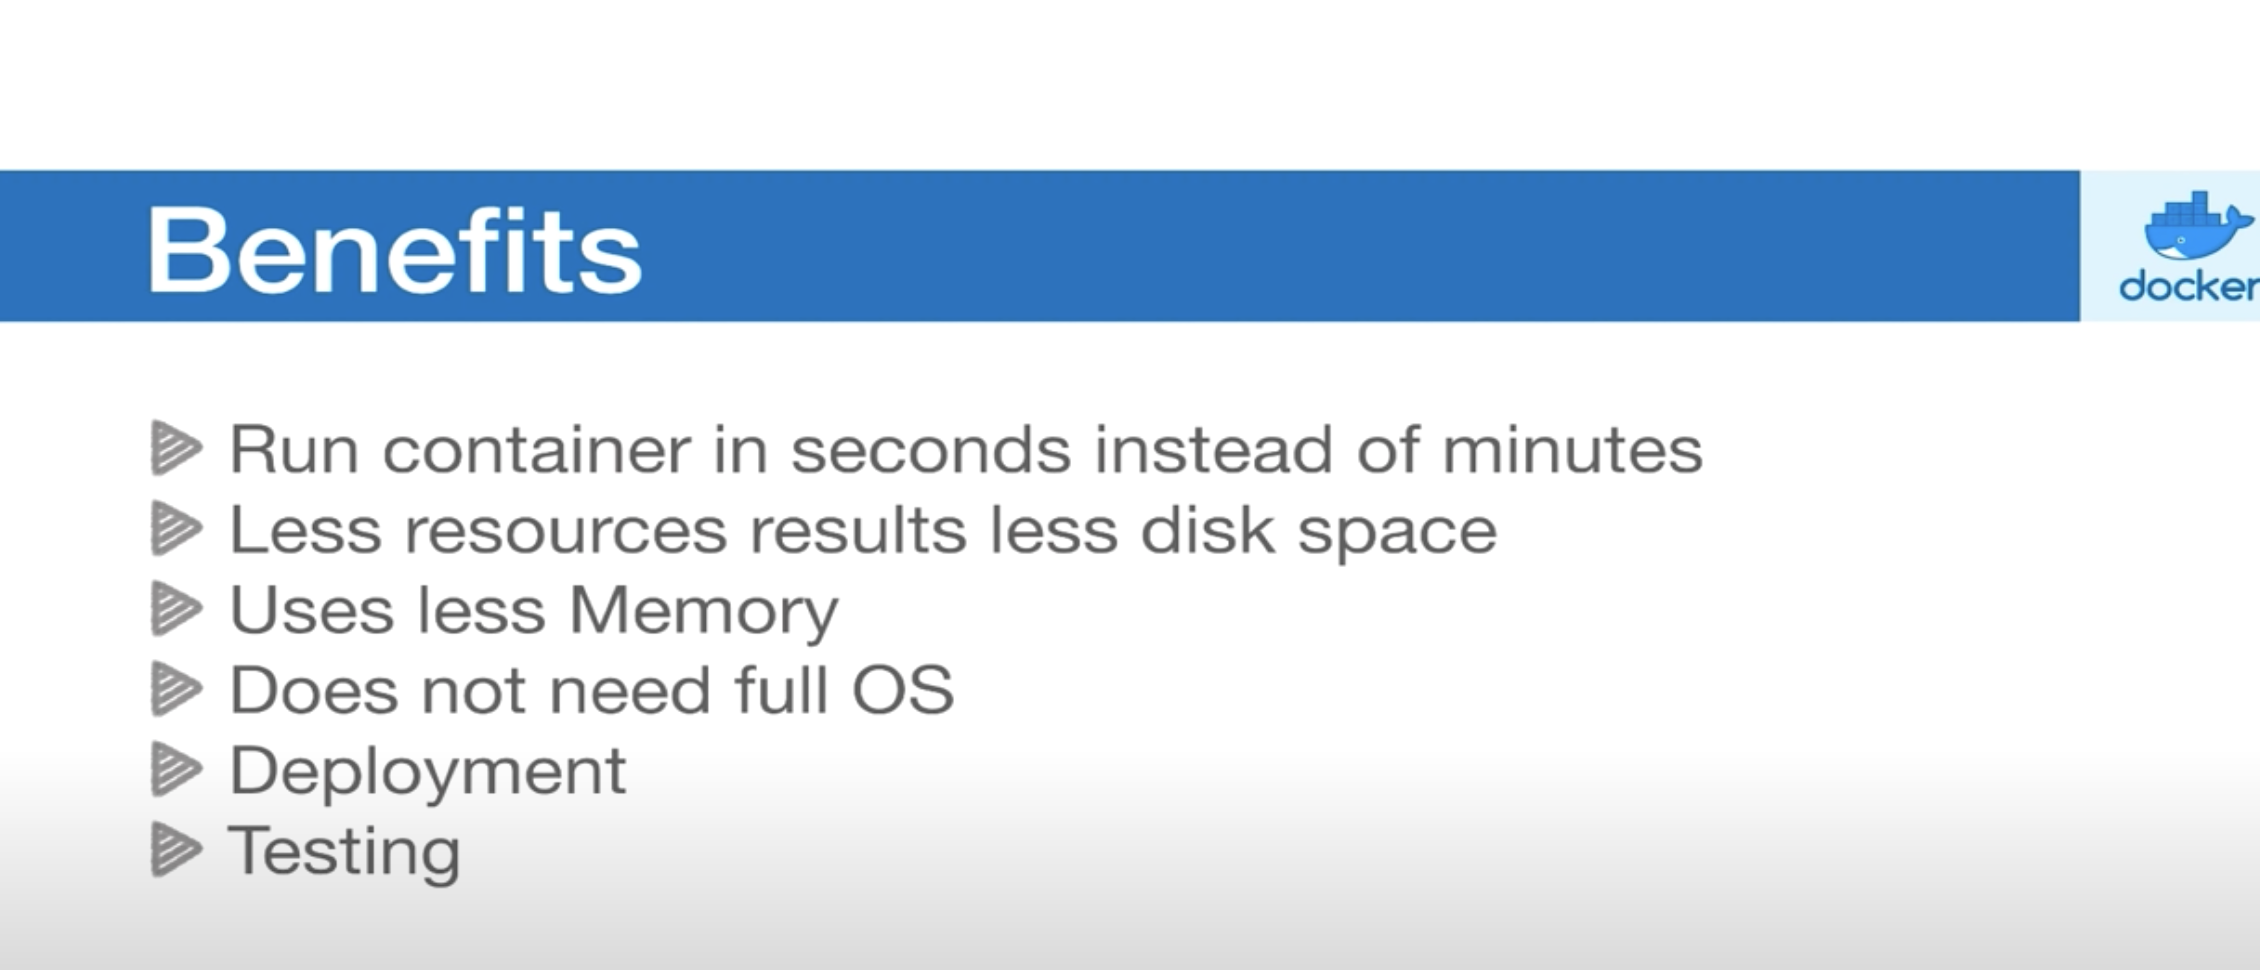 Benefits
docker
Run container in seconds instead of minutes
Less resources results less disk space
Uses less Memory
Does not need full OS
Deployment
Testing